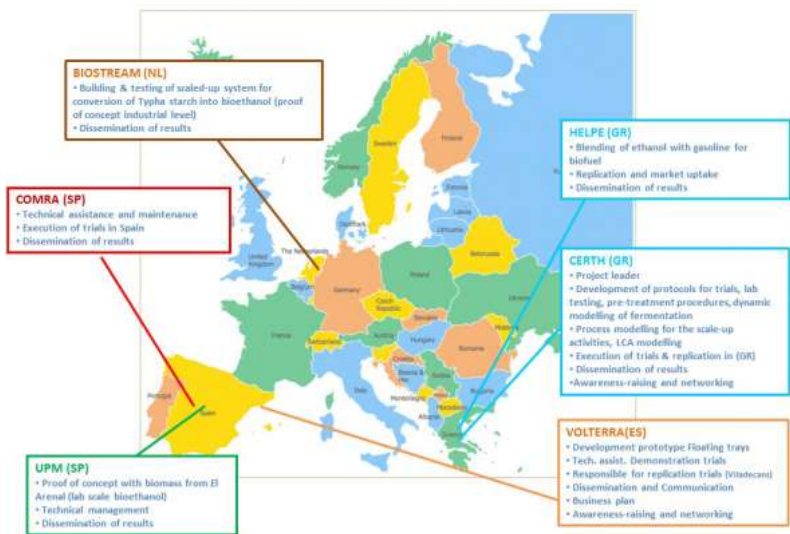 BIOSTREAM (NL)
• Building & testing of scaled-up system for
conversion of Typha starch into bioethanol (proof
of concept industrial level)
• Dissemination of results
HELPE (GR)
• Blending of ethanol with gasoline for
biofuel
• Replication and market uptake
• Dissemination of results
COMRA (SP)
• Technical assistance and maintenance
• Execution of trials in Spain
• Dissemination of results
CERTH (GR)
• Project leader
• Development of protocols for trials, lab
testing, pre-treatment procedures, dynamic
modelling of fermentation
• Process modelling for the scale-up
activities, LCA modelling
• Execution of trials & replication in (GR)
• Dissemination of results
•Awareness-raising and networking
VOLTERRA(ES)
• Development prototype Floating trays
• Tech. assist. Demonstration trials
• Responsible for replication trials (Viladecans)
• Dissemination and Communication
• Business plan
• Awareness-raising and networking
UPM (SP)
• Proof of concept with biomass from El
Arenal (lab scale bioethanol)
• Technical management
• Dissemination of results
Norway
Sweden
Finland
Estonia
Latvia
Lithuania
Denmark
United
Kingdom
The Netherlands
Belgium
Germany
Poland
Belorussia
Ukraine
Czech
Republic
Slovakia
France
Switzerland
Austria
Hungary
Moldova
Romania
Croatia
Bosnia &
Serbia
Italy
Montenegro
Bulgaria
Macedonia
Albania
Greece
Portugal
Spain